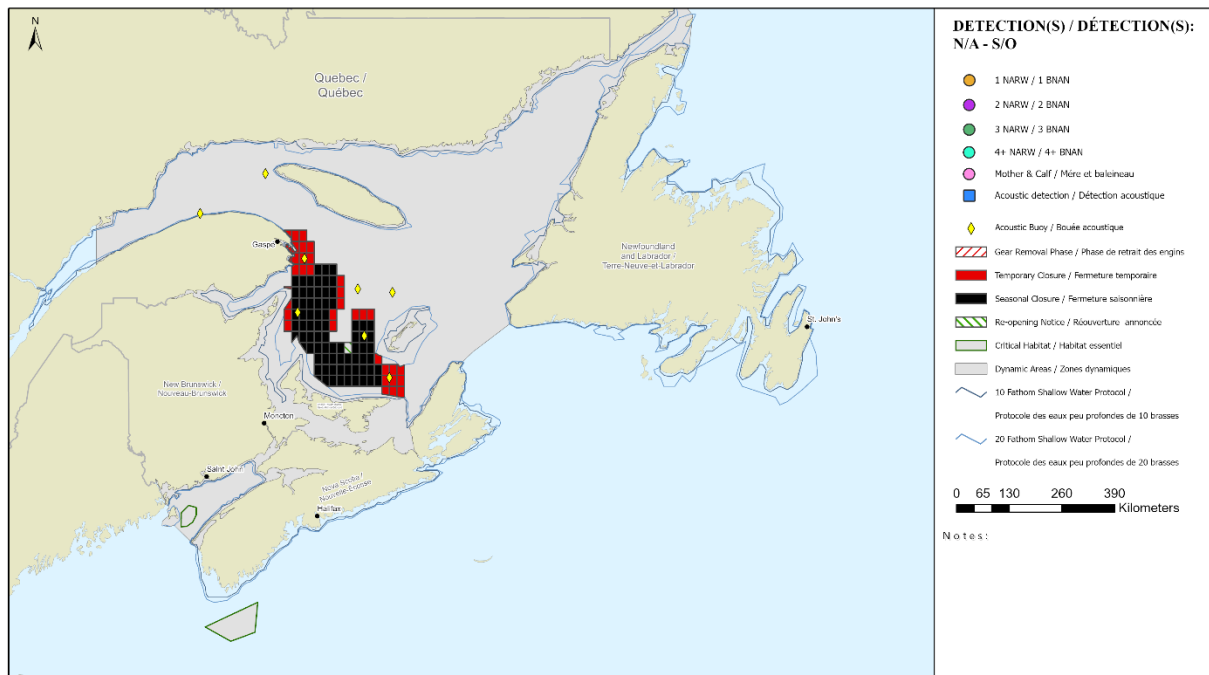 N
Quebec /
Québec
Gaspé
Newfoundland
and Labrador /
Terre-Neuve-et-Labrador
St. John's
New Brunswick /
Nouveau-Brunswick
Moncton
Saint John
Nova Scotia /
Nouvelle-Écosse
Halifax
DETECTION(S) / DÉTECTION(S):
N/A - S/O
1 NARW / 1 BNAN
2 NARW / 2 BNAN
3 NARW / 3 BNAN
4+ NARW / 4+ BNAN
Mother & Calf / Mère et baleineau
Acoustic detection / Détection acoustique
Acoustic Buoy / Bouée acoustique
Gear Removal Phase / Phase de retrait des engins
Temporary Closure / Fermeture temporaire
Seasonal Closure / Fermeture saisonnière
Re-opening Notice / Réouverture annoncée
Critical Habitat / Habitat essentiel
Dynamic Areas / Zones dynamiques
10 Fathom Shallow Water Protocol /
Protocole des eaux peu profondes de 10 brasses
20 Fathom Shallow Water Protocol /
Protocole des eaux peu profondes de 20 brasses
0 65 130 260 390
Kilometers
Notes: